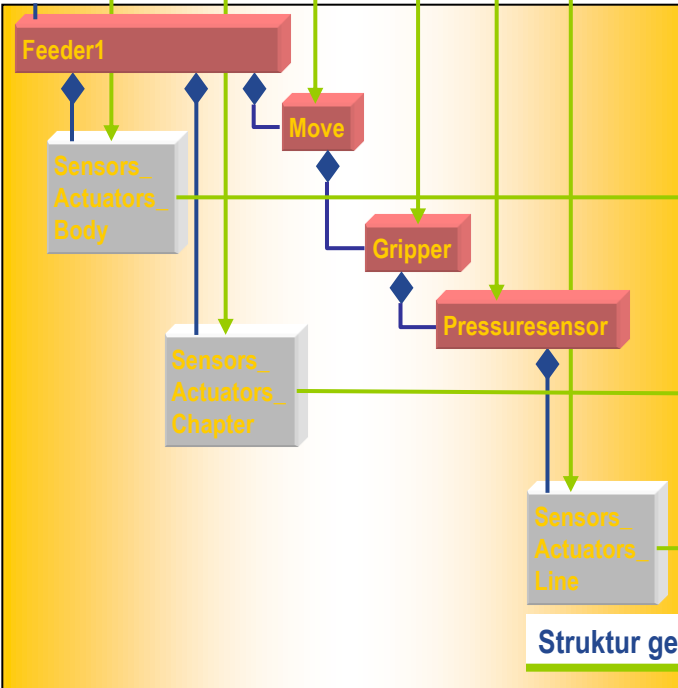 Feeder1
Move
Sensors_
Actuators_
Body
Gripper
Pressuresensor
Sensors_
Actuators_
Chapter
Sensors_
Actuators_
Line
Struktur ge